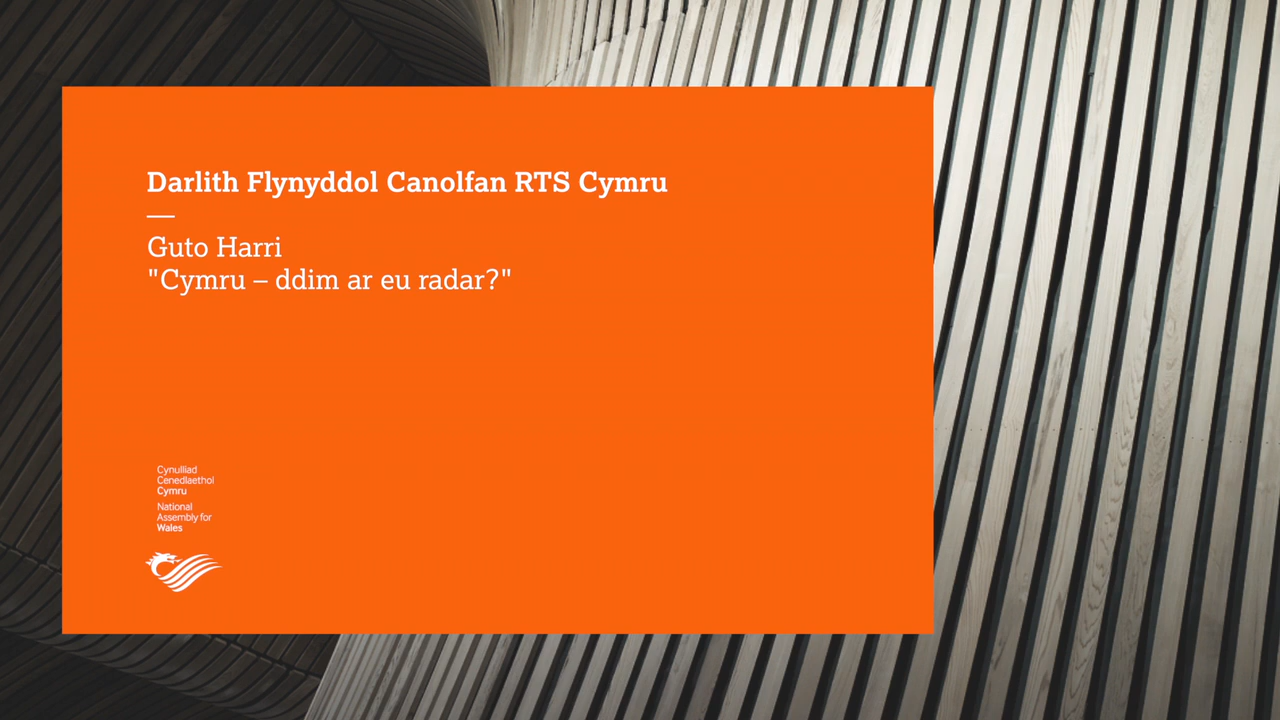 Darlith Flynyddol Canolfan RTS Cymru
Guto Harri
"Cymru – ddim ar eu radar?"
Cynulliad
Cenedlaethol
Cymru
National
Assembly for
Wales